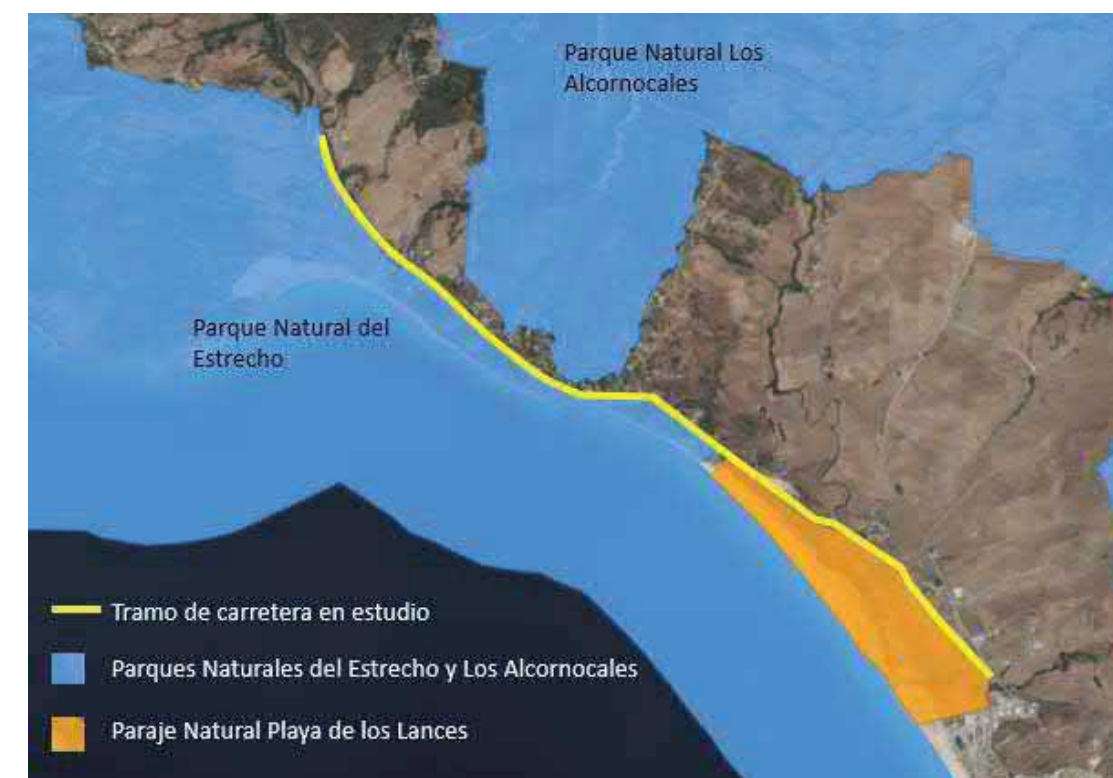 Parque Natural Los
Alcornocales
Parque Natural del
Estrecho
Tramo de carretera en estudio
Parques Naturales del Estrecho y Los Alcornocales
Paraje Natural Playa de los Lances